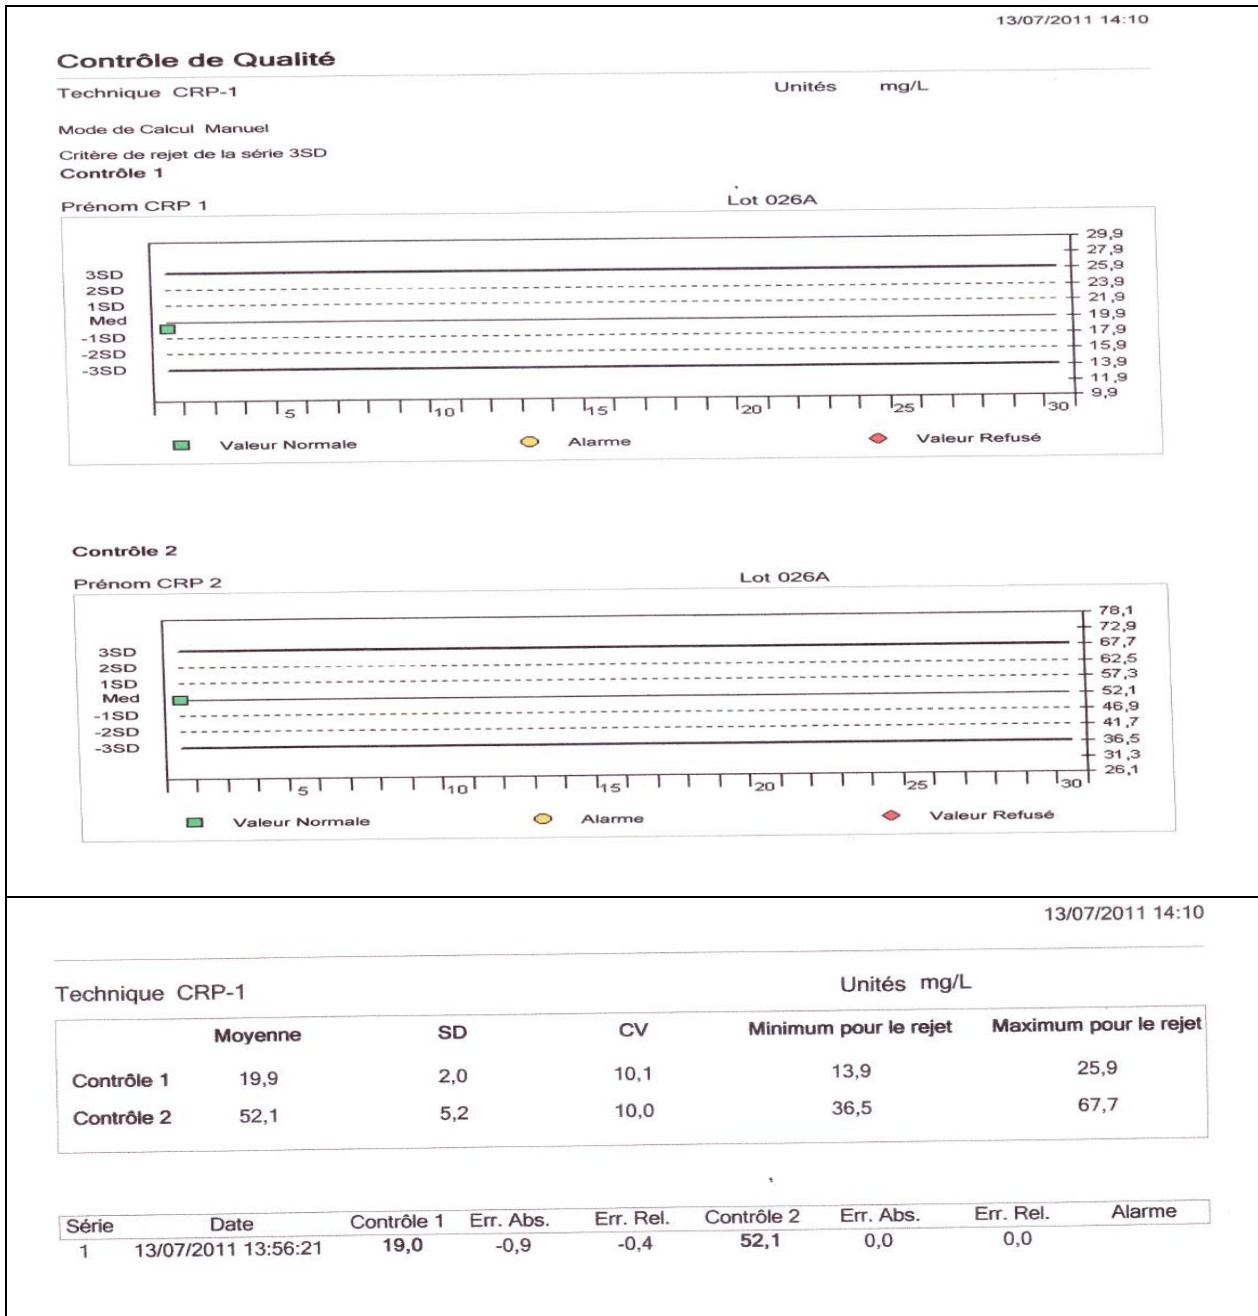 13/07/2011 14:10
Contrôle de Qualité
Technique CRP-1 Unités mg/L
Mode de Calcul Manuel
Critère de rejet de la série 3SD
Contrôle 1
Prénom CRP 1 Lot 026A
29,9
27,9
3SD 25,9
2SD 23,9
1SD 21,9
Med 19,9
-1SD 17,9
-2SD 15,9
-3SD 13,9
11,9
9,9
5 10 15 20 25 30
Valeur Normale Alarme Valeur Refusé
Contrôle 2
Prénom CRP 2 Lot 026A
78,1
72,9
3SD 67,7
2SD 62,5
1SD 57,3
Med 52,1
-1SD 46,9
-2SD 41,7
-3SD 36,5
31,3
26,1
5 10 15 20 25 30
Valeur Normale Alarme Valeur Refusé
13/07/2011 14:10
Technique CRP-1 Unités mg/L
Moyenne SD CV Minimum pour le rejet Maximum pour le rejet
Contrôle 1 19,9 2,0 10,1 13,9 25,9
Contrôle 2 52,1 5,2 10,0 36,5 67,7
Série Date Contrôle 1 Err. Abs. Err. Rel. Contrôle 2 Err. Abs. Err. Rel. Alarme
1 13/07/2011 13:56:21 19,0 -0,9 -0,4 52,1 0,0 0,0